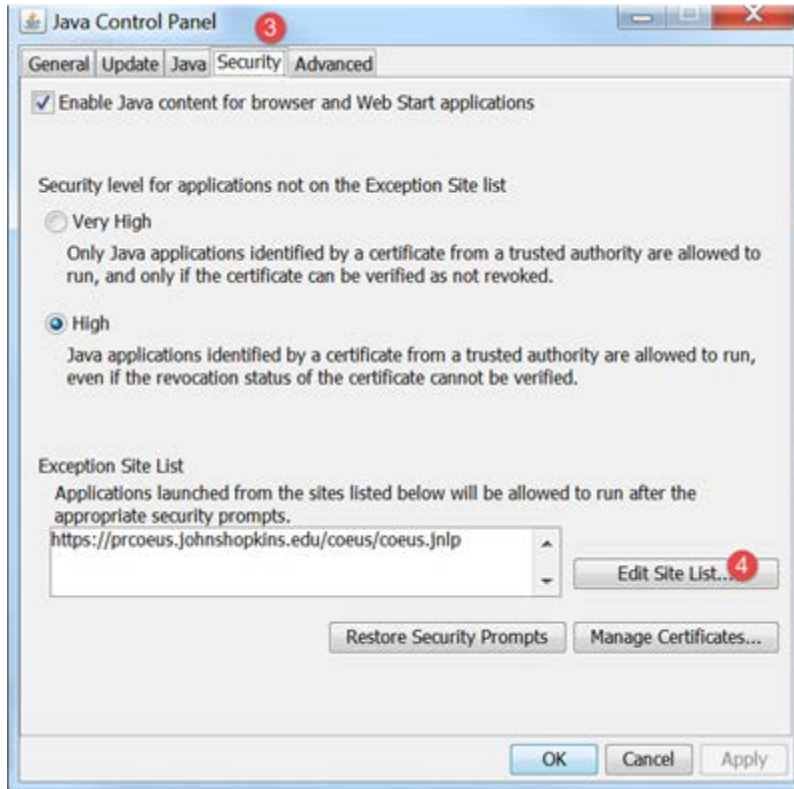 Java Control Panel
3
General Update Java Security Advanced
Enable Java content for browser and Web Start applications
Security level for applications not on the Exception Site list
Very High
Only Java applications identified by a certificate from a trusted authority are allowed to
run, and only if the certificate can be verified as not revoked.
High
Java applications identified by a certificate from a trusted authority are allowed to run,
even if the revocation status of the certificate cannot be verified.
Exception Site List
Applications launched from the sites listed below will be allowed to run after the
appropriate security prompts.
https://prcoeus.johnshopkins.edu/coeus/coeus.jnlp
Edit Site List... 4
Restore Security Prompts Manage Certificates...
OK Cancel Apply